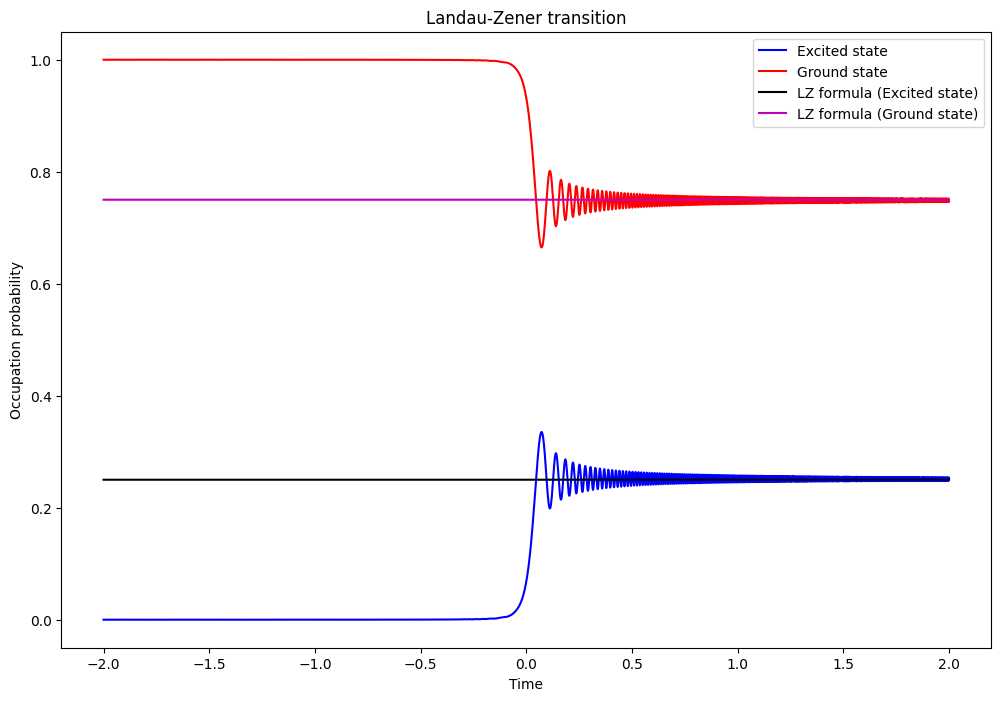 Landau-Zener transition
Excited state
Ground state
LZ formula (Excited state)
LZ formula (Ground state)
Occupation probability
1.0
0.8
0.6
0.4
0.2
0.0
−2.0 −1.5 −1.0 −0.5 0.0 0.5 1.0 1.5 2.0
Time